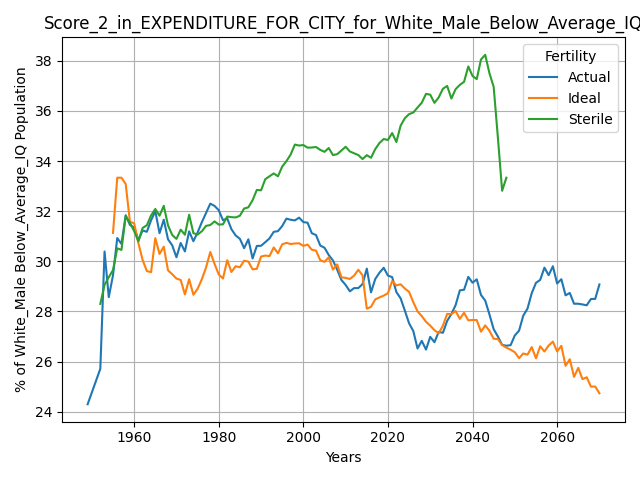 Score_2_in_EXPENDITURE_FOR_CITY_for_White_Male_Below_Average_IQ
% of White_Male Below_Average_IQ Population
38
36
34
32
30
28
26
24
Fertility
Actual
Ideal
Sterile
1960 1980 2000 2020 2040 2060
Years